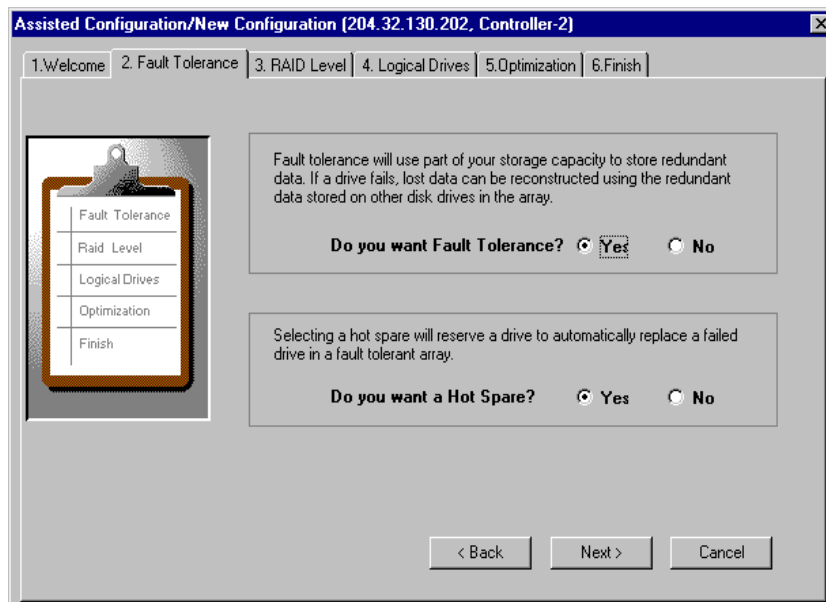 Assisted Configuration/New Configuration (204.32.130.202, Controller-2)
1.Welcome 2. Fault Tolerance 3. RAID Level 4. Logical Drives 5.Optimization 6.Finish
Fault Tolerance
Raid Level
Logical Drives
Optimization
Finish
Fault tolerance will use part of your storage capacity to store redundant
data. If a drive fails, lost data can be reconstructed using the redundant
data stored on other disk drives in the array.
Do you want Fault Tolerance? Yes No
Selecting a hot spare will reserve a drive to automatically replace a failed
drive in a fault tolerant array.
Do you want a Hot Spare? Yes No
< Back Next > Cancel